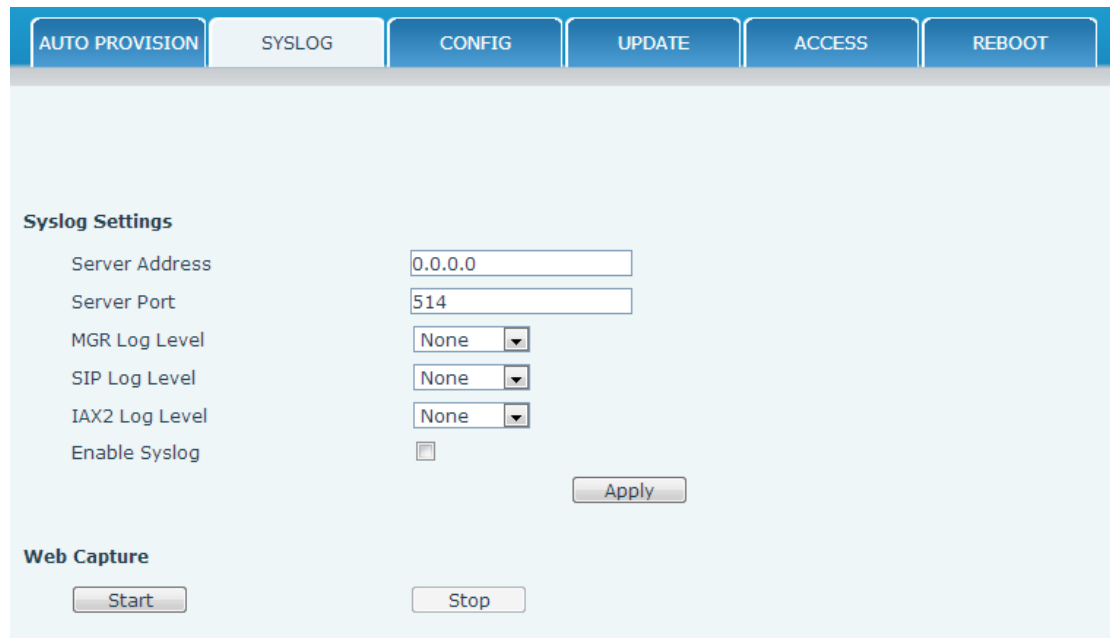 AUTO PROVISION SYSLOG CONFIG UPDATE ACCESS REBOOT
Syslog Settings
Server Address 0.0.0.0
Server Port 514
MGR Log Level None
SIP Log Level None
IAX2 Log Level None
Enable Syslog
Apply
Web Capture
Start Stop